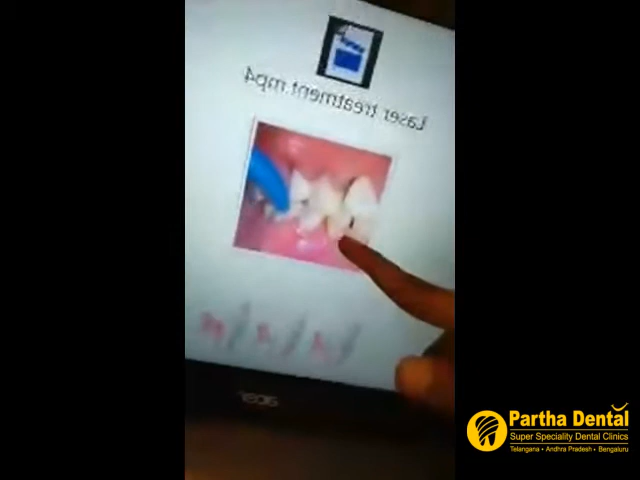 Laser treatment.mp4
acer
Partha Dental
Super Speciality Dental Clinics
Telangana • Andhra Pradesh • Bengaluru